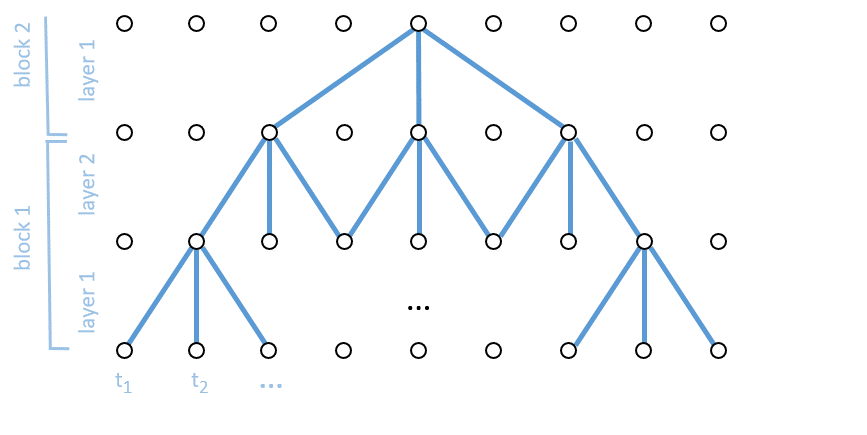 block 2
layer 1
layer 2
block 1
layer 1
...
t1 t2 ...